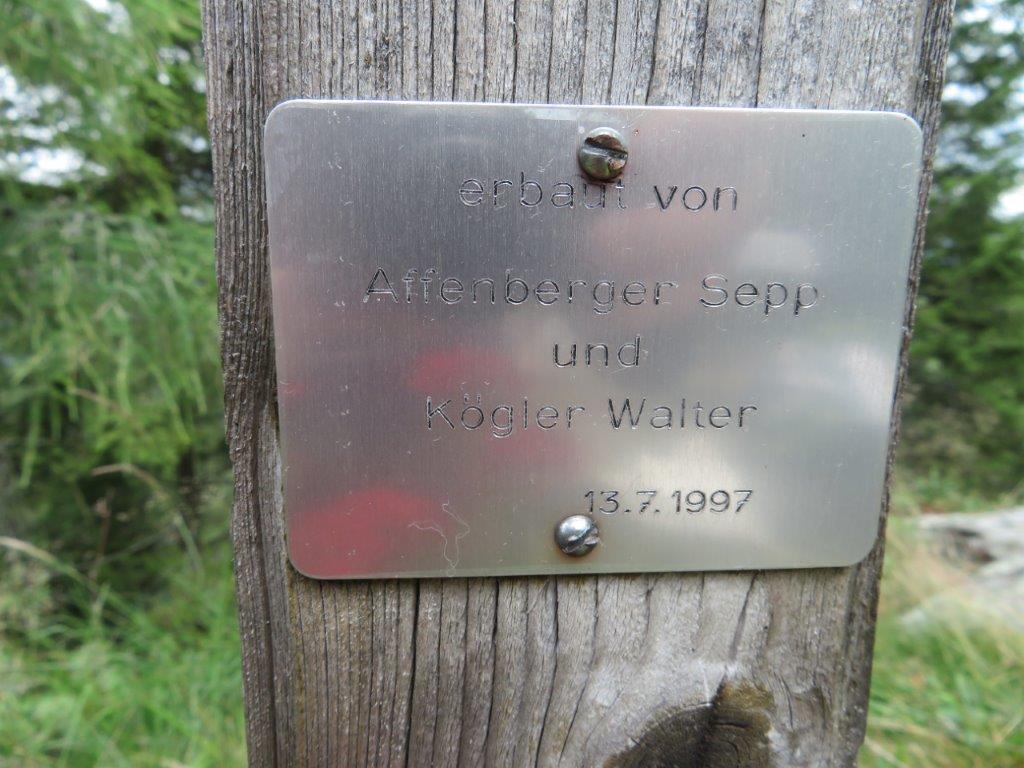 erbaut von
Affenberger Sepp
und
Kögler Walter
13.7.1997